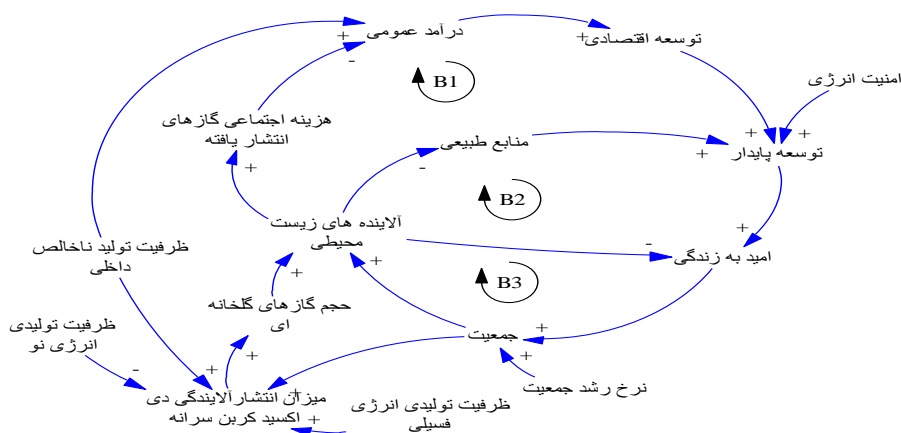 درآمد عمومی
توسعه اقتصادی
امنیت انرژی
B1
هزینه اجتماعی گازهای
انتشار یافته
منابع طبیعی
توسعه پایدار
B2
آلاینده های زیست
محیطی
ظرفیت تولید ناخالص
داخلی
امید به زندگی
B3
حجم گازهای گلخانه
ای
جمعیت
ظرفیت تولیدی
انرژی نو
نرخ رشد جمعیت
میزان انتشارآلایندگی دی
اکسید کربن سرانه
ظرفیت تولیدی انرژی
فسیلی